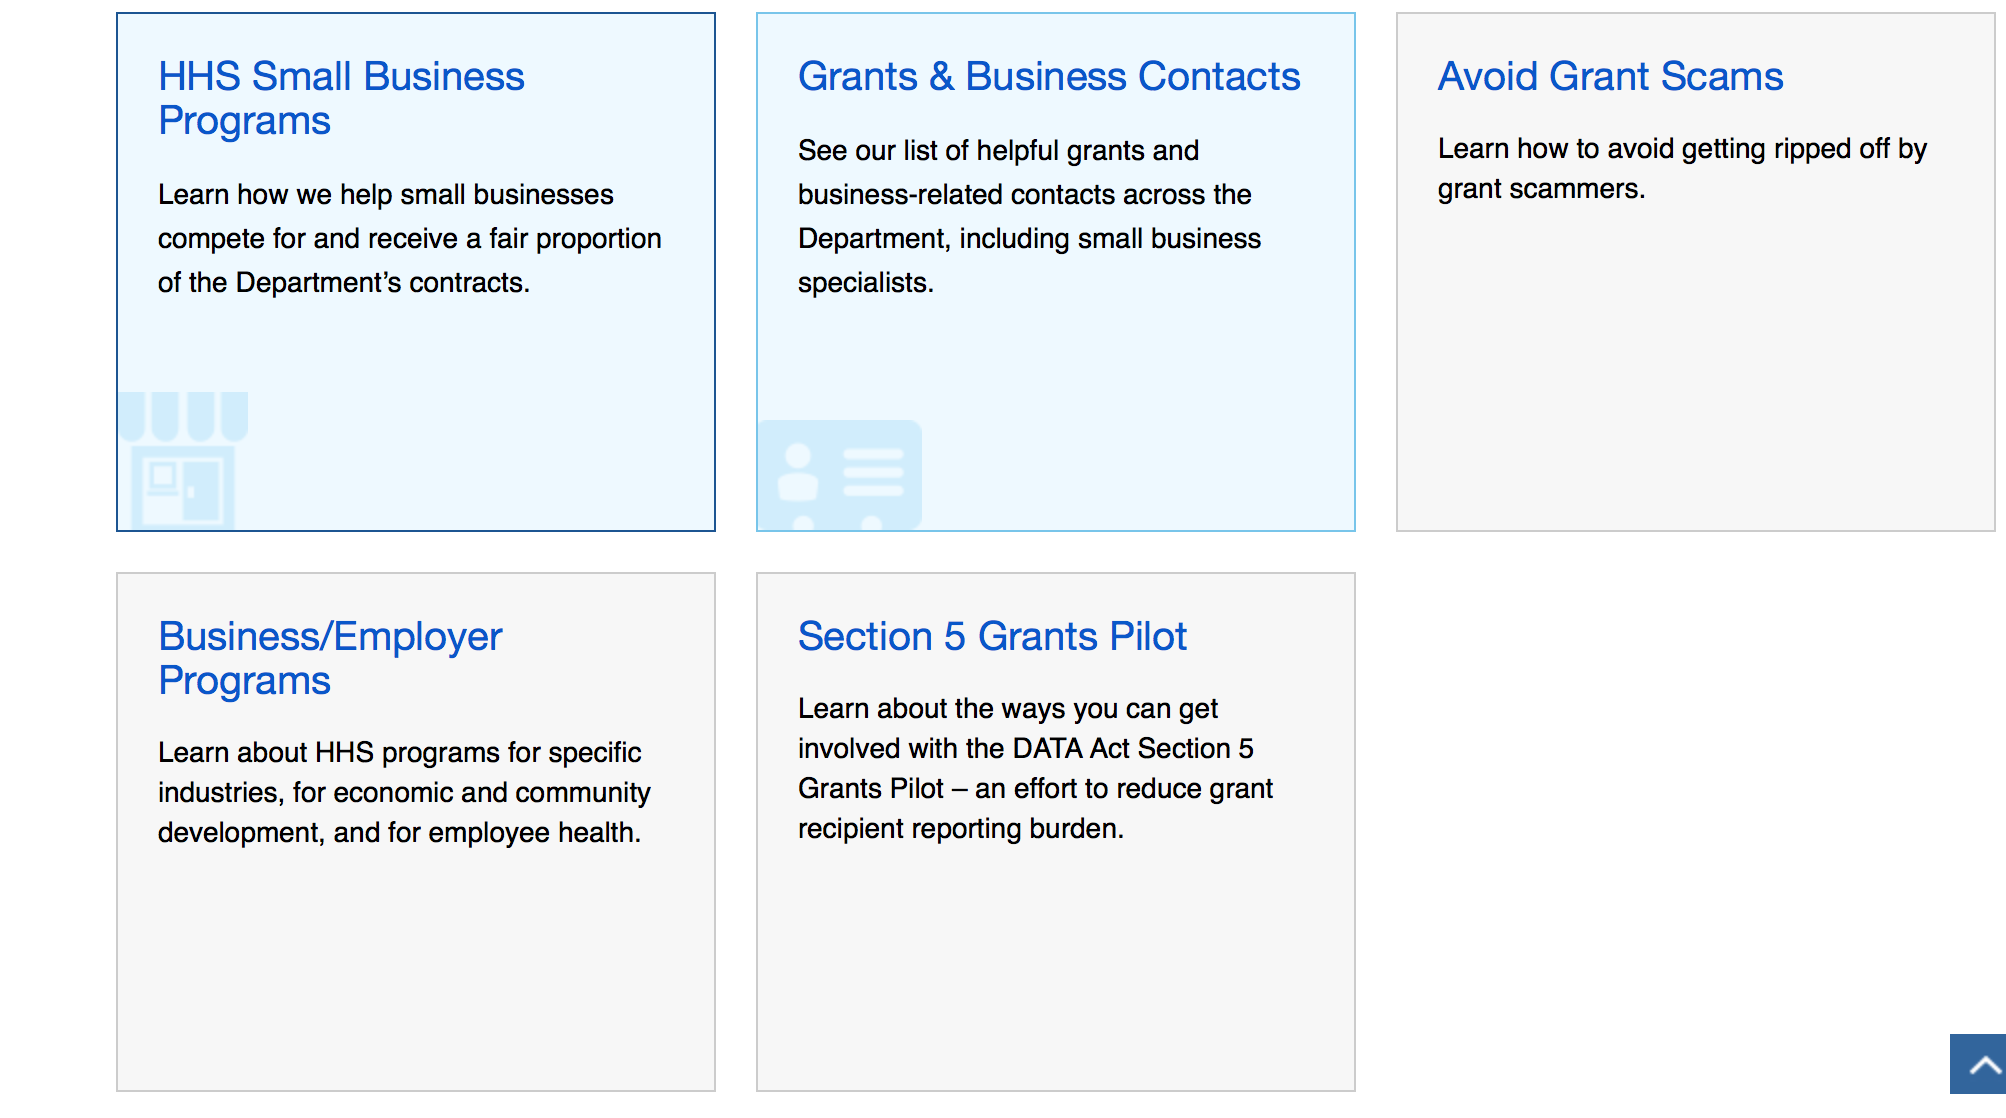 HHS Small Business
Programs
Learn how we help small businesses
compete for and receive a fair proportion
of the Department’s contracts.
Grants & Business Contacts
See our list of helpful grants and
business-related contacts across the
Department, including small business
specialists.
Avoid Grant Scams
Learn how to avoid getting ripped off by
grant scammers.
Business/Employer
Programs
Learn about HHS programs for specific
industries, for economic and community
development, and for employee health.
Section 5 Grants Pilot
Learn about the ways you can get
involved with the DATA Act Section 5
Grants Pilot – an effort to reduce grant
recipient reporting burden.